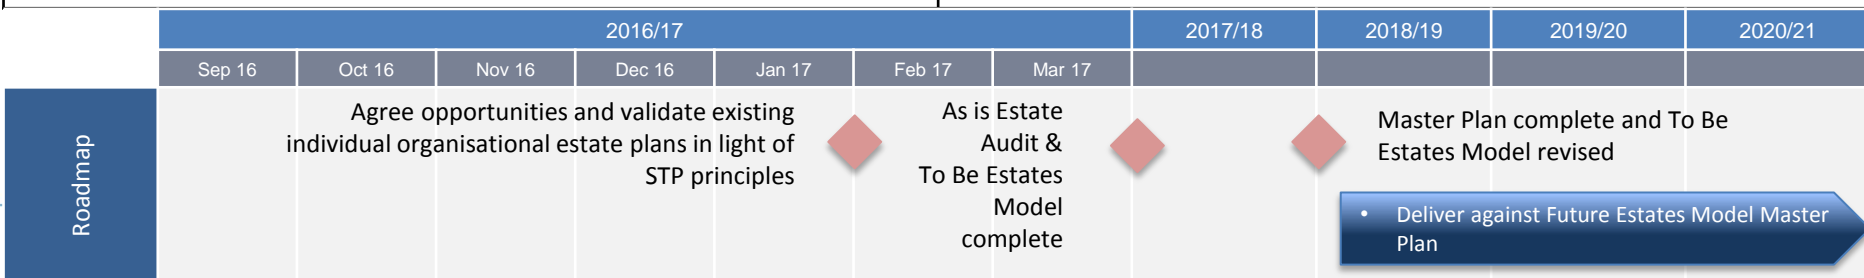 2016/17
2017/18
2018/19
2019/20
2020/21
Sep 16
Oct 16
Nov 16
Dec 16
Jan 17
Feb 17
Mar 17
Roadmap
Agree opportunities and validate existing
individual organisational estate plans in light of
STP principles
As is Estate
Audit &
To Be Estates
Model
complete
Master Plan complete and To Be
Estates Model revised
• Deliver against Future Estates Model Master
Plan